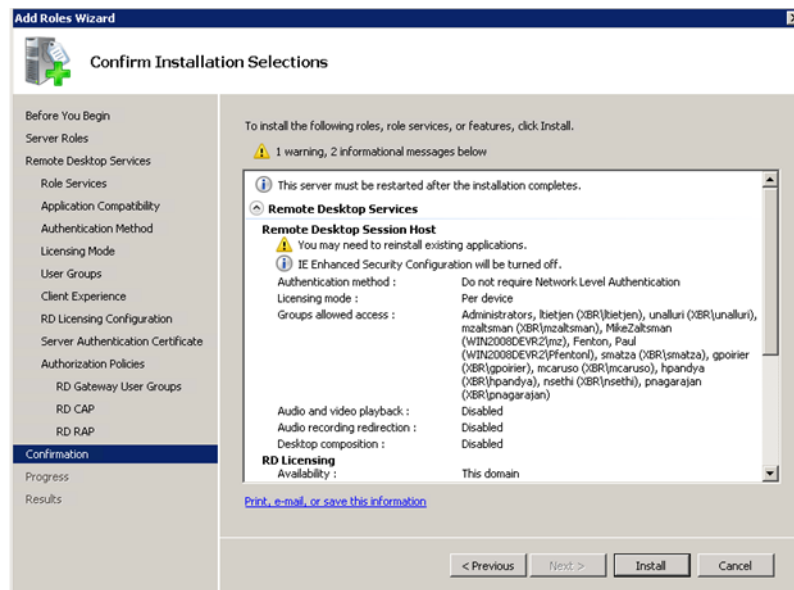 Add Roles Wizard
Confirm Installation Selections
Before You Begin
Server Roles
Remote Desktop Services
Role Services
Application Compatibility
Authentication Method
Licensing Mode
User Groups
Client Experience
RD Licensing Configuration
Server Authentication Certificate
Authorization Policies
RD Gateway User Groups
RD CAP
RD RAP
Confirmation
Progress
Results
To install the following roles, role services, or features, click Install.
1 warning, 2 informational messages below
This server must be restarted after the installation completes.
Remote Desktop Services
Remote Desktop Session Host
You may need to reinstall existing applications.
IE Enhanced Security Configuration will be turned off.
Authentication method : Do not require Network Level Authentication
Licensing mode : Per device
Groups allowed access : Administrators, ltietjen (XBR\ltietjen), unalluri (XBR\unalluri),
mzaltsman (XBR\mzaltsman), MikeZaltsman
(WIN2008DEVR2\mz), Fenton, Paul
(WIN2008DEVR2\Pfentonl), smatza (XBR\smatza), gpoirier
(XBR\gpoirier), mcaruso (XBR\mcaruso), hpandya
(XBR\hpandya), nsethi (XBR\nsethi), pnagarajan
(XBR\pnagarajan)
Audio and video playback : Disabled
Audio recording redirection : Disabled
Desktop composition : Disabled
RD Licensing
Availability : This domain
Print, e-mail, or save this information
< Previous Next > Install Cancel